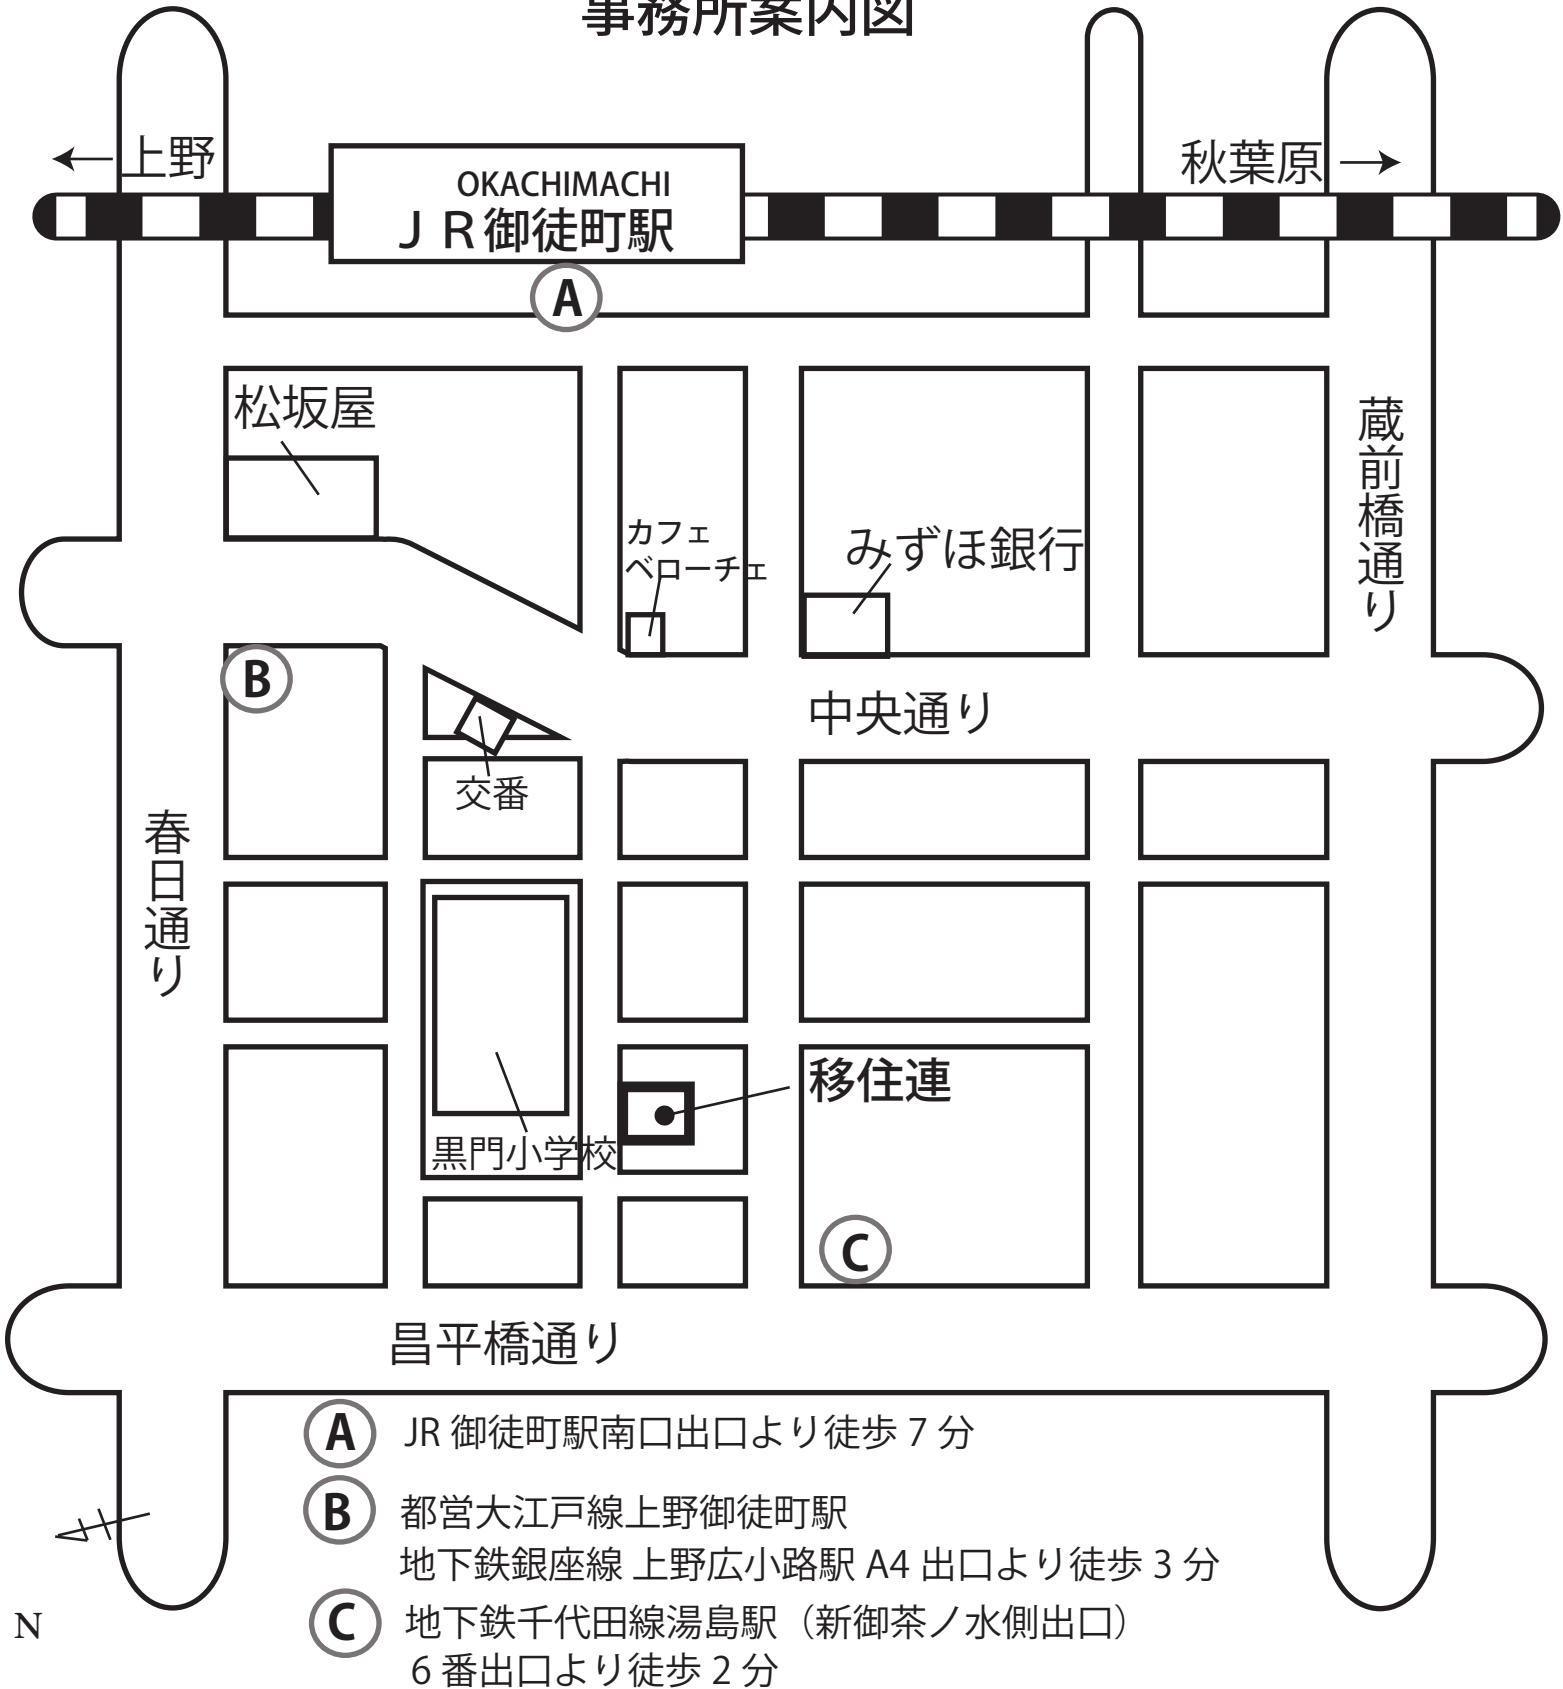 事務所案内図
上野
秋葉原
OKACHIMACHI
ＪＲ御徒町駅
A
松坂屋
カフェ
ベローチェ
みずほ銀行
蔵前橋通り
B
中央通り
交番
春日通り
移住連
黒門小学校
C
昌平橋通り
A JR 御徒町駅南口出口より徒歩 7 分
B 都営大江戸線上野御徒町駅
地下鉄銀座線 上野広小路駅 A4 出口より徒歩 3 分
C 地下鉄千代田線湯島駅（新御茶ノ水側出口）
6 番出口より徒歩 2 分
N